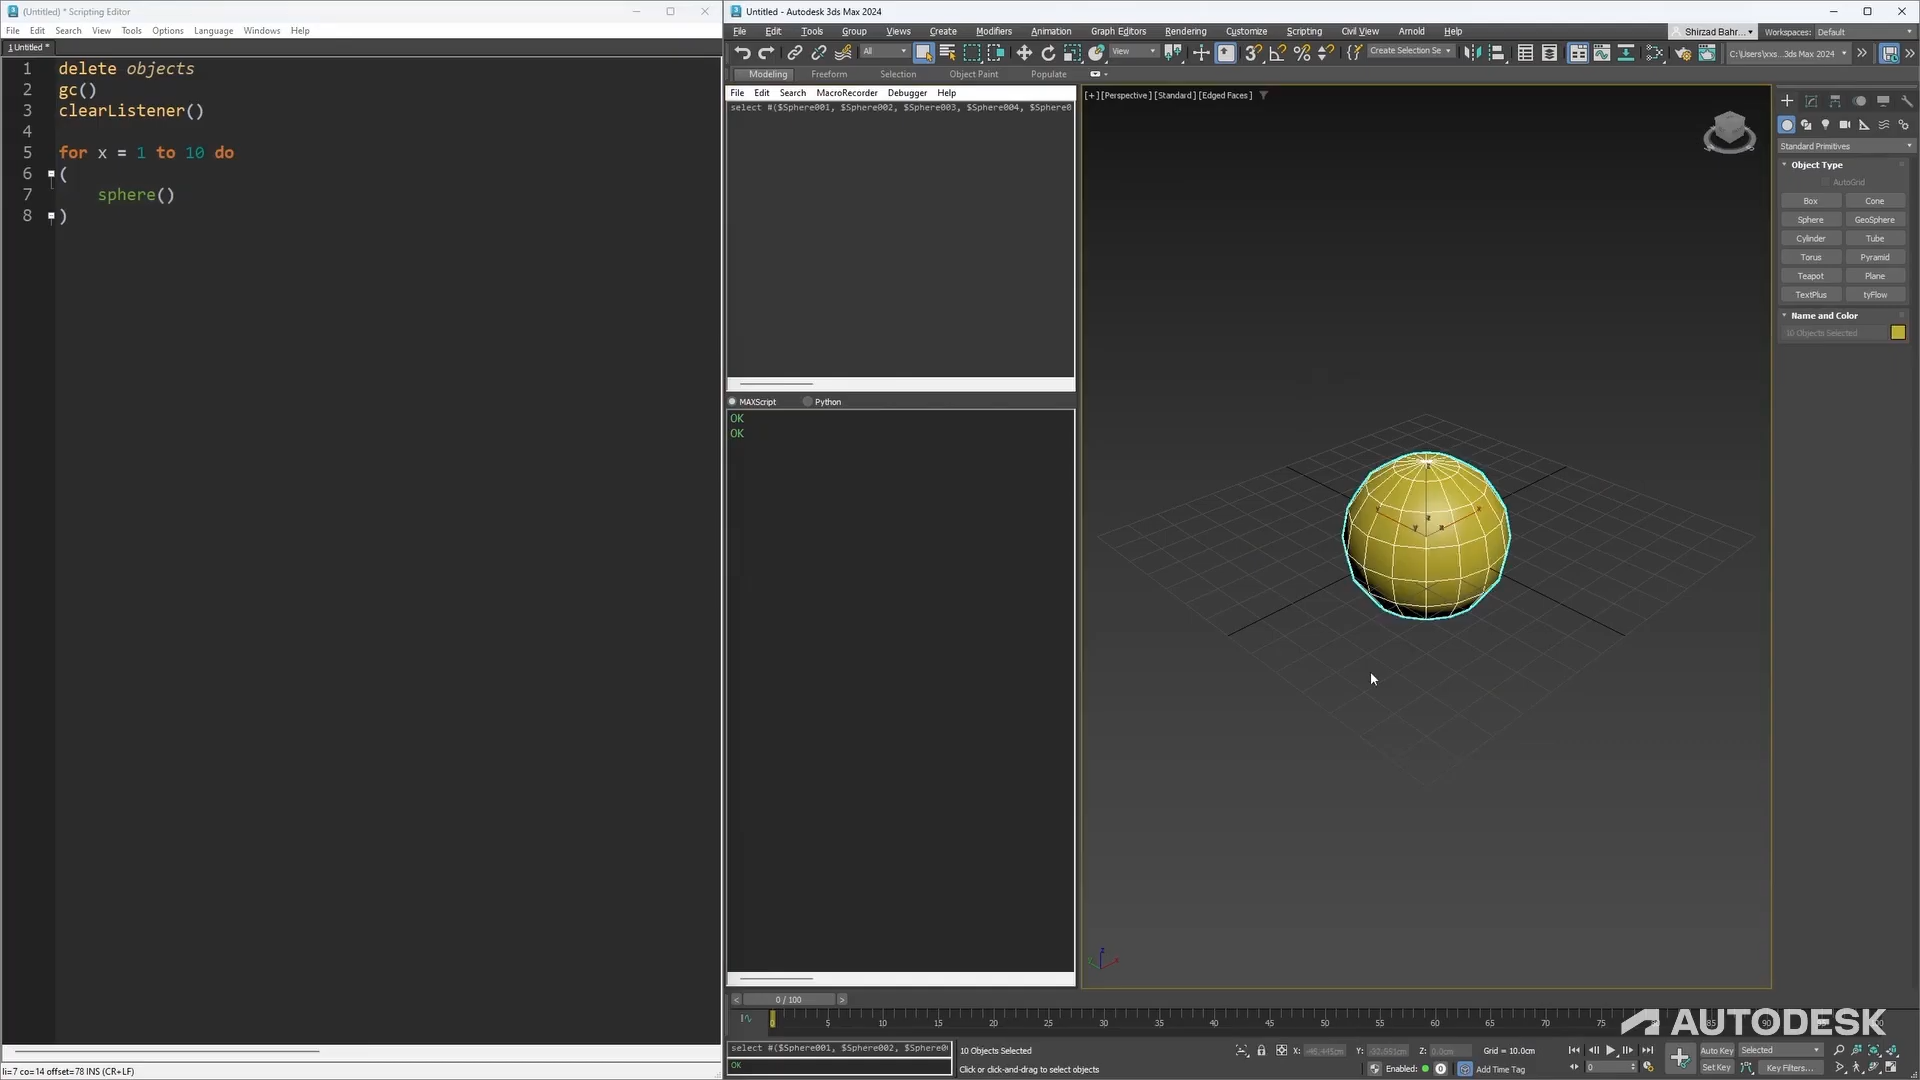 (Untitled) * Scripting Editor
File Edit Search View Tools Options Language Windows Help
1 Untitled *
1 delete objects
2 gc()
3 clearListener()
4
5 for x = 1 to 10 do
6 (
7 sphere()
8 )
li=7 co=14 offset=78 INS (CR+LF)
Untitled - Autodesk 3ds Max 2024
File Edit Tools Group Views Create Modifiers Animation Graph Editors Rendering Customize Scripting Civil View Arnold Help
Shirzad Bahr... Workspaces: Default
All View Create Selection Se C:\Users\xxs...3ds Max 2024
Modeling Freeform Selection Object Paint Populate
File Edit Search MacroRecorder Debugger Help
select #($Sphere001, $Sphere002, $Sphere003, $Sphere004, $Sphere0
MAXScript Python
OK
OK
[+] [Perspective] [Standard] [Edged Faces]
Standard Primitives
Object Type
AutoGrid
Box Cone
Sphere GeoSphere
Cylinder Tube
Torus Pyramid
Teapot Plane
TextPlus tyFlow
Name and Color
10 Objects Selected
< 0 / 100 >
0 5 10 15 20 25 30 35 40 45 50 55 60 65 70 75
AUTODESK
select #($Sphere001, $Sphere002, $Sphere0
OK
10 Objects Selected
Click or click-and-drag to select objects
X: Y: Z: 0.0cm Grid = 10.0cm
Enabled: Add Time Tag
0
Auto Key Selected
Set Key Key Filters...